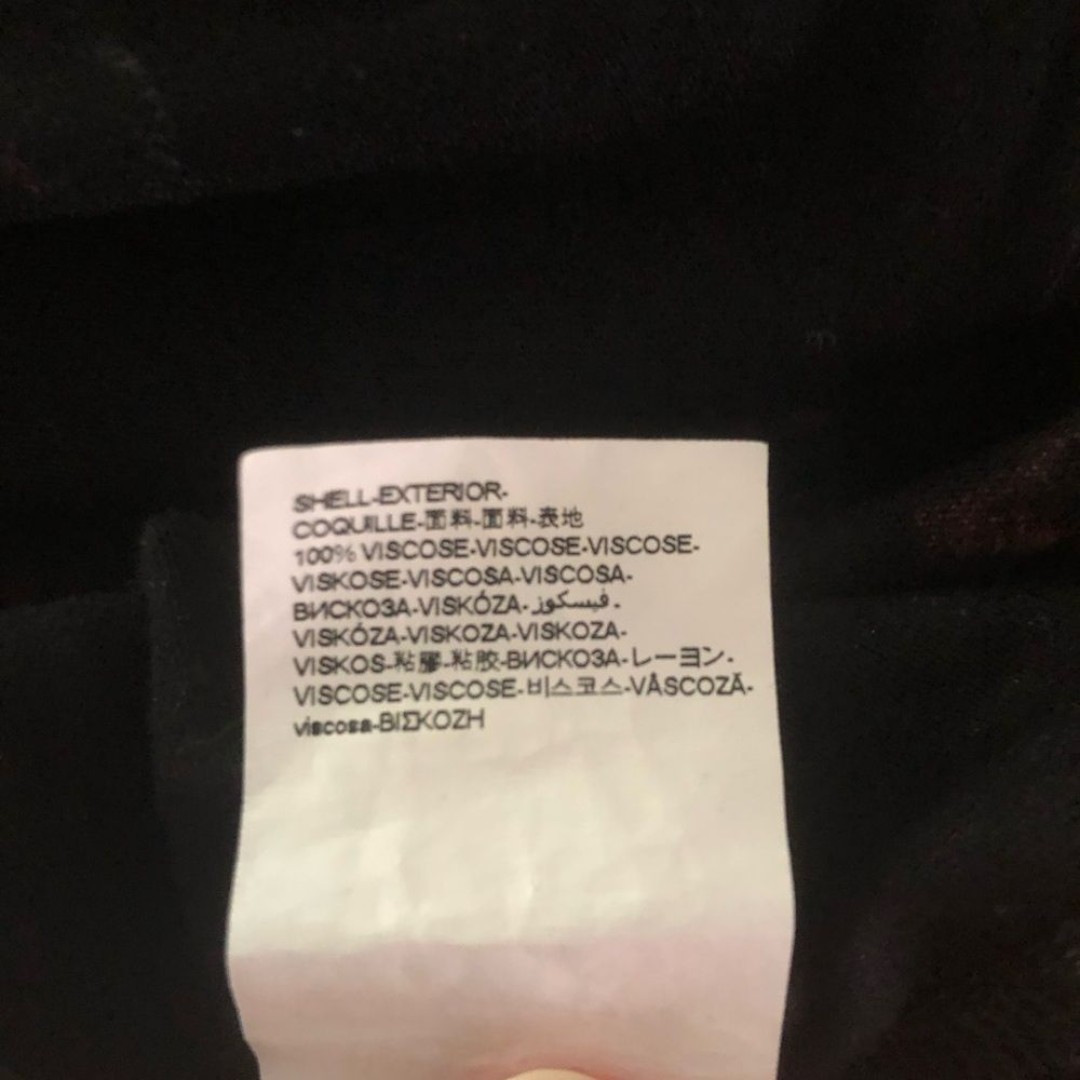 SHELL-EXTERIOR-
COQUILLE-面料-面料-表地
100% VISCOSE-VISCOSE-VISCOSE-
VISKOSE-VISCOSA-VISCOSA-
ВИСКОЗА-VISKÓZA-فيسكوز-
VISKÓZA-VISKOZA-VISKOZA-
VISKOS-粘膠-粘胶-ВИСКОЗА-レーヨン-
VISCOSE-VISCOSE-비스코스-VÂSCOZĂ-
viscosa-ΒΙΣΚΟΖΗ